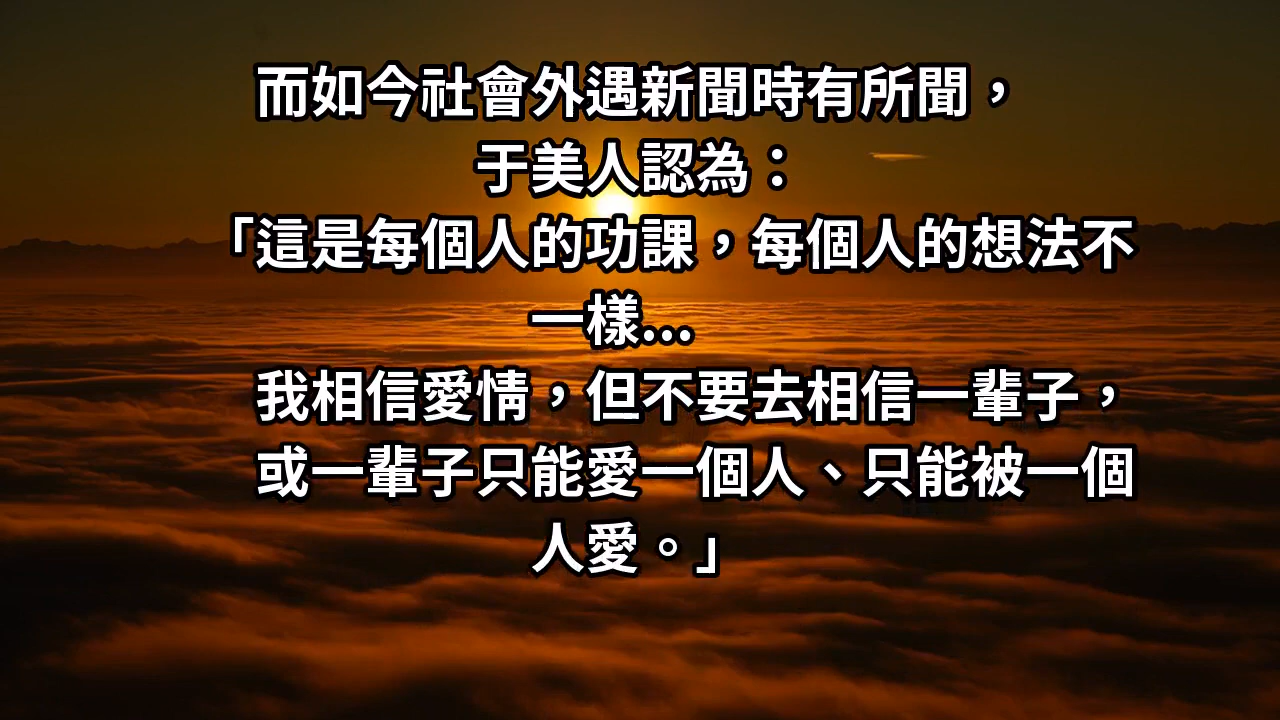 而如今社會外遇新聞時有所聞，
于美人認為：
「這是每個人的功課，每個人的想法不
一樣...
我相信愛情，但不要去相信一輩子，
或一輩子只能愛一個人、只能被一個
人愛。」